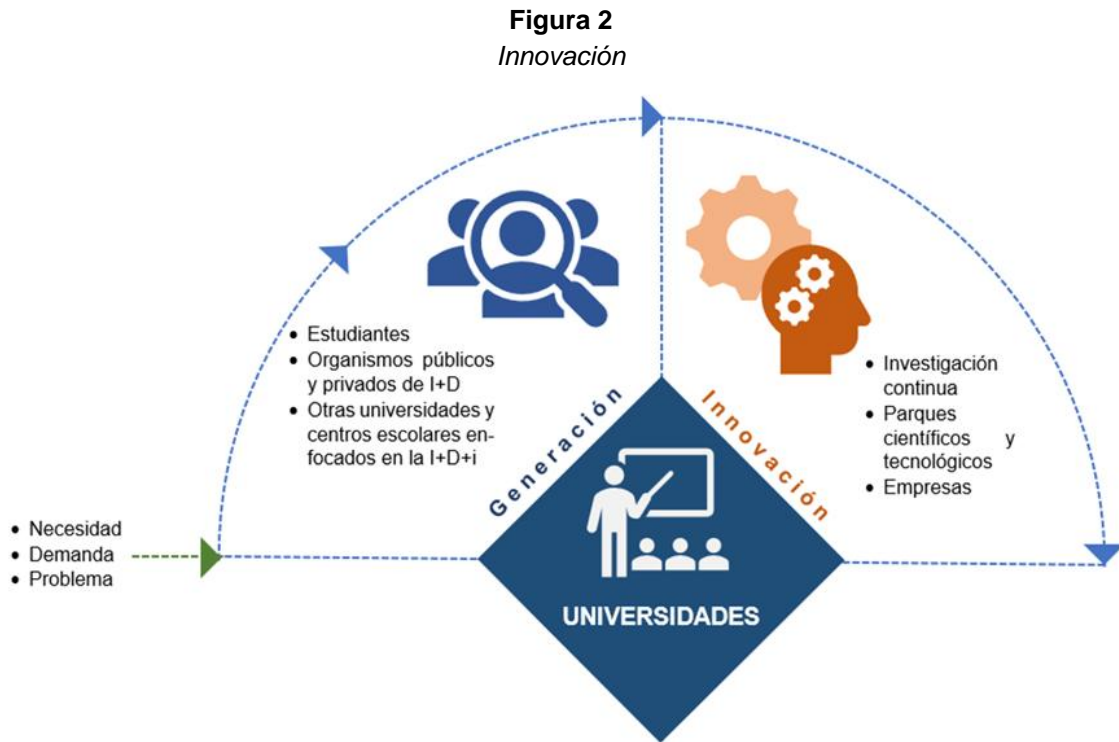 Figura 2
Innovación
• Estudiantes
• Organismos públicos
y privados de I+D
• Otras universidades y
centros escolares en-
focados en la I+D+i
Generación
Innovación
• Investigación
continua
• Parques
científicos y
tecnológicos
• Empresas
• Necesidad
• Demanda
• Problema
UNIVERSIDADES